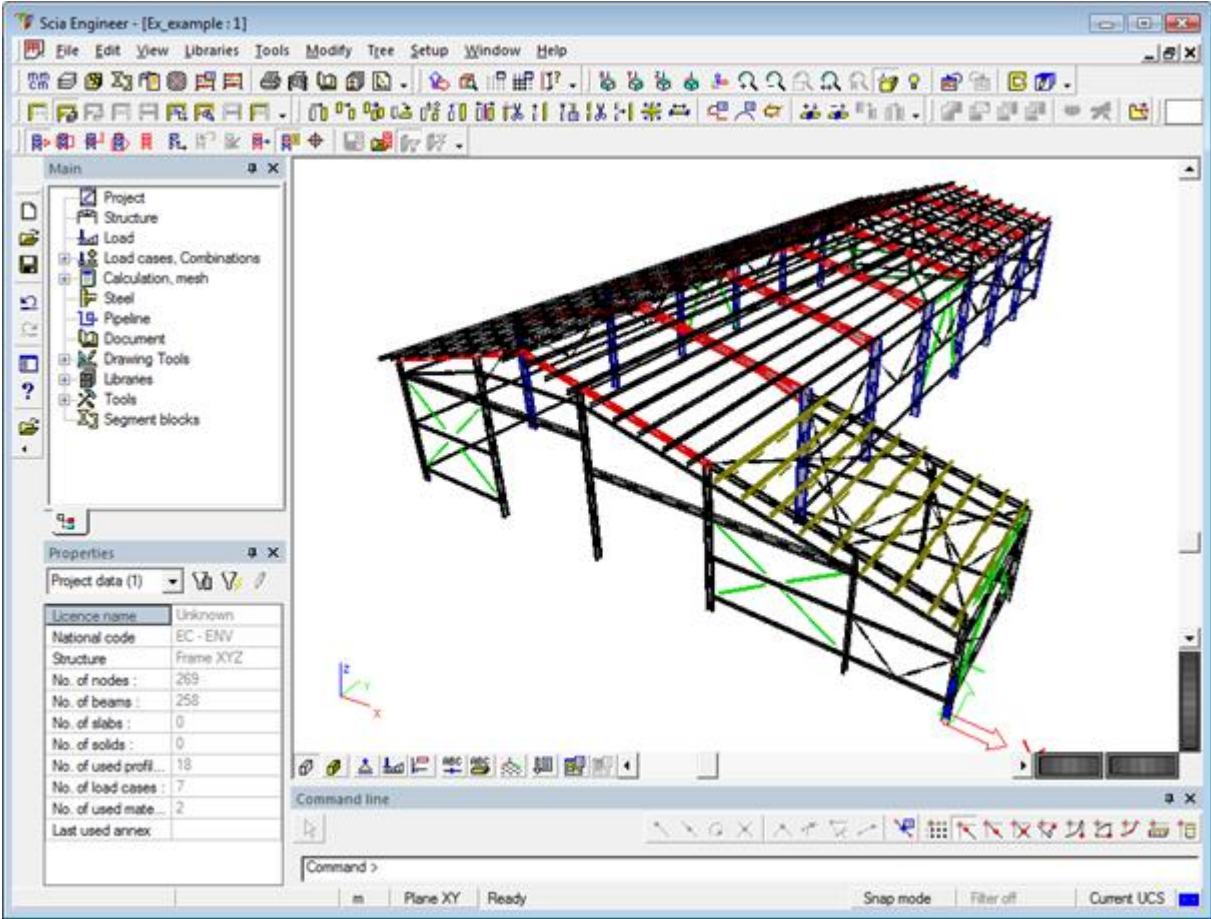 Scia Engineer - [Ex_example : 1]
File Edit View Libraries Tools Modify Tree Setup Window Help
Main
Project
Structure
Load
Load cases, Combinations
Calculation, mesh
Steel
Pipeline
Document
Drawing Tools
Libraries
Tools
Segment blocks
Properties
Project data (1)
Licence name Unknown
National code EC - ENV
Structure Frame XYZ
No. of nodes : 269
No. of beams : 258
No. of slabs : 0
No. of solids : 0
No. of used profil... 18
No. of load cases : 7
No. of used mate... 2
Last used annex
z
Y
X
Command line
Command >
m Plane XY Ready Snap mode Filter off Current UCS